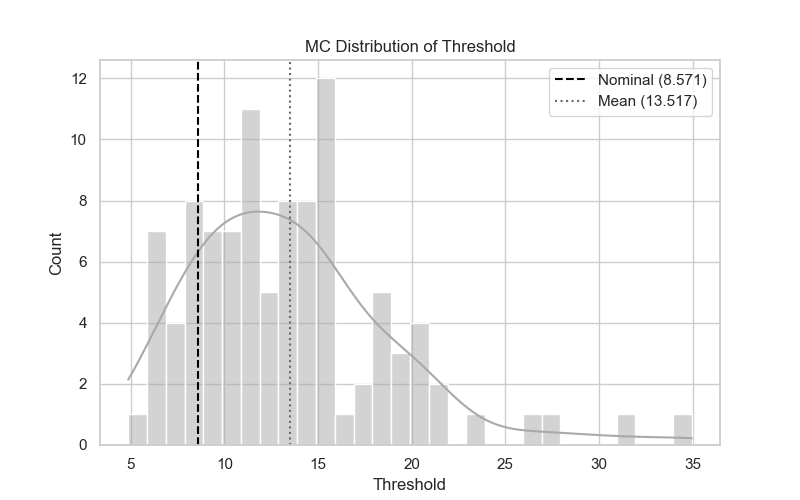 MC Distribution of Threshold
Nominal (8.571)
Mean (13.517)
Count
12
10
8
6
4
2
0
5 10 15 20 25 30 35
Threshold